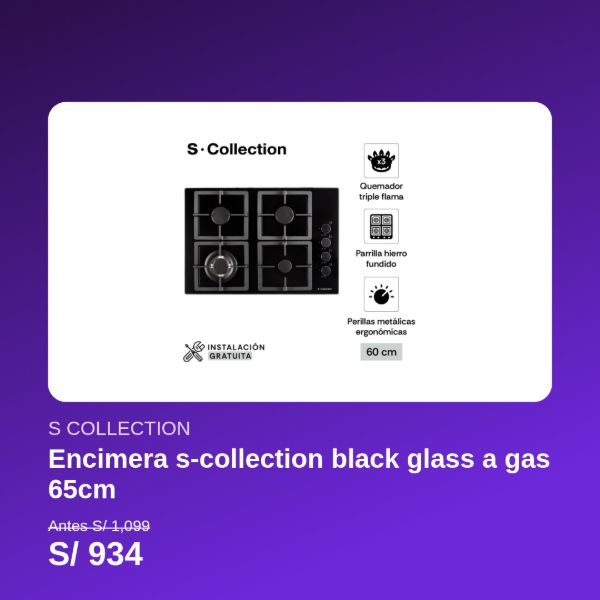 S·Collection
x3
Quemador
triple flama
Parrilla hierro
fundido
Perillas metálicas
ergonómicas
60 cm
INSTALACIÓN
GRATUITA
S COLLECTION
Encimera s-collection black glass a gas
65cm
Antes S/ 1,099
S/ 934